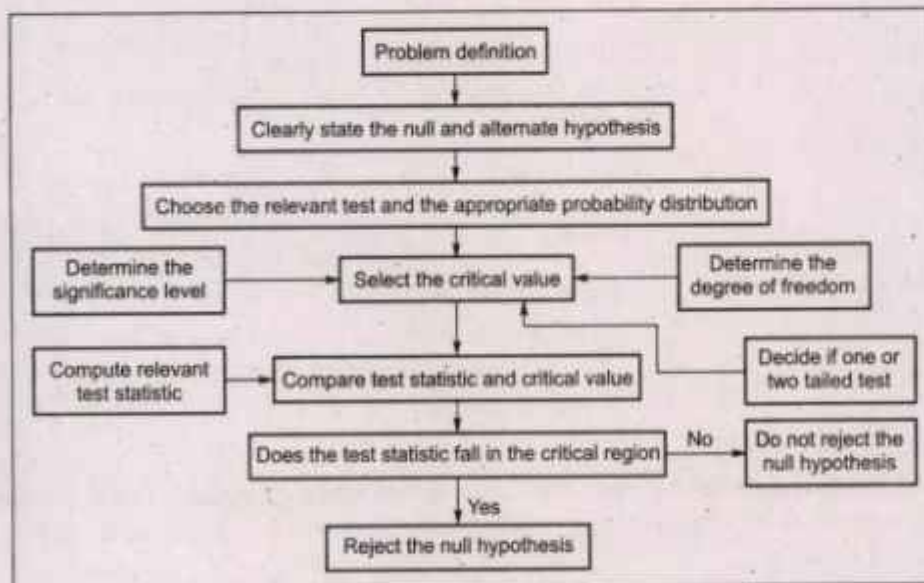 Problem definition
Clearly state the null and alternate hypothesis
Choose the relevant test and the appropriate probability distribution
Determine the
significance level
Select the critical value
Determine the
degree of freedom
Compute relevant
test statistic
Compare test statistic and critical value
Decide if one or
two tailed test
Does the test statistic fall in the critical region
No
Do not reject the
null hypothesis
Yes
Reject the null hypothesis